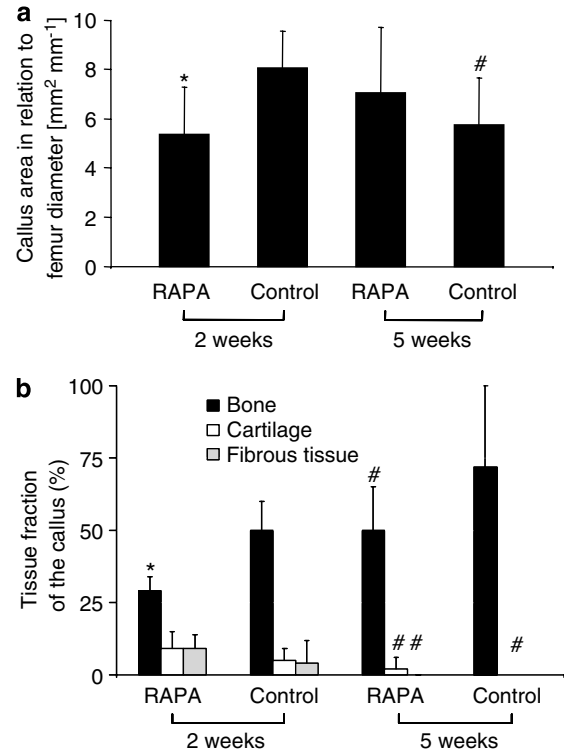 a
Callus area in relation to
femur diameter [mm² mm⁻¹]
10
8
6
4
2
0
*
#
RAPA Control RAPA Control
2 weeks 5 weeks
b
Tissue fraction
of the callus (%)
100
75
50
25
0
Bone
Cartilage
Fibrous tissue
*
#
# #
#
RAPA Control RAPA Control
2 weeks 5 weeks